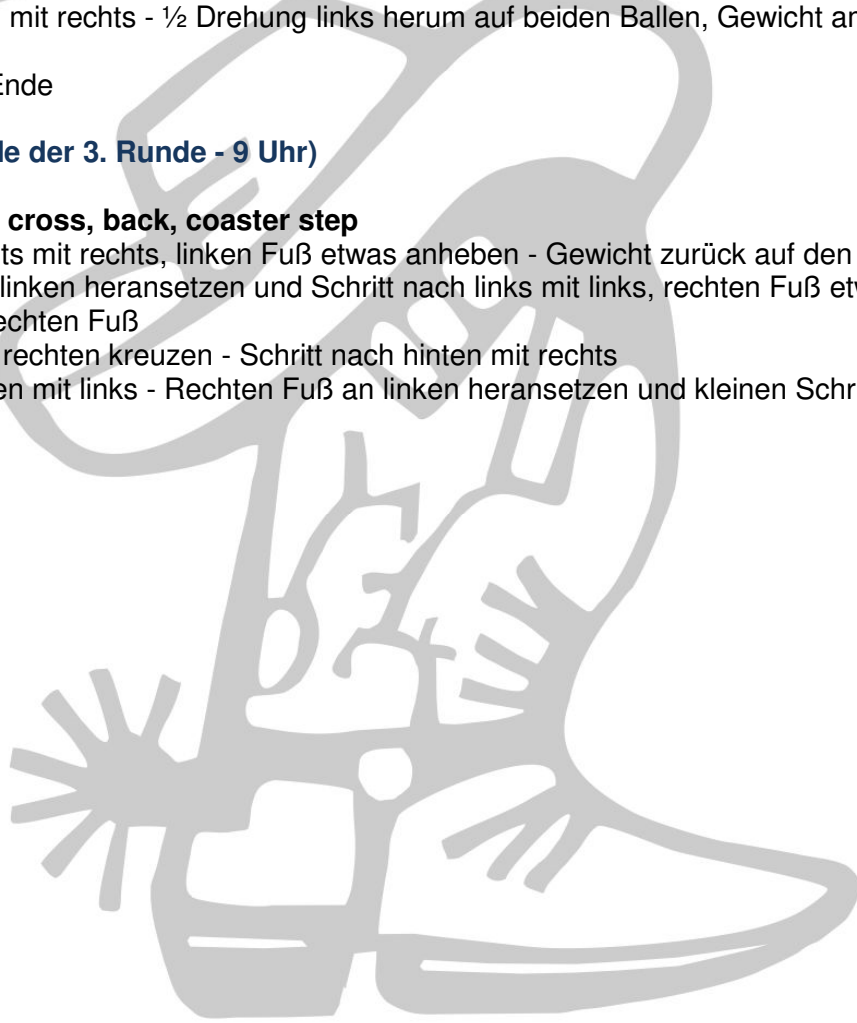 mit rechts - ½ Drehung links herum auf beiden Ballen, Gewicht an
Ende
le der 3. Runde - 9 Uhr)
cross, back, coaster step
ts mit rechts, linken Fuß etwas anheben - Gewicht zurück auf den
linken heransetzen und Schritt nach links mit links, rechten Fuß etw
echten Fuß
rechten kreuzen - Schritt nach hinten mit rechts
en mit links - Rechten Fuß an linken heransetzen und kleinen Schr